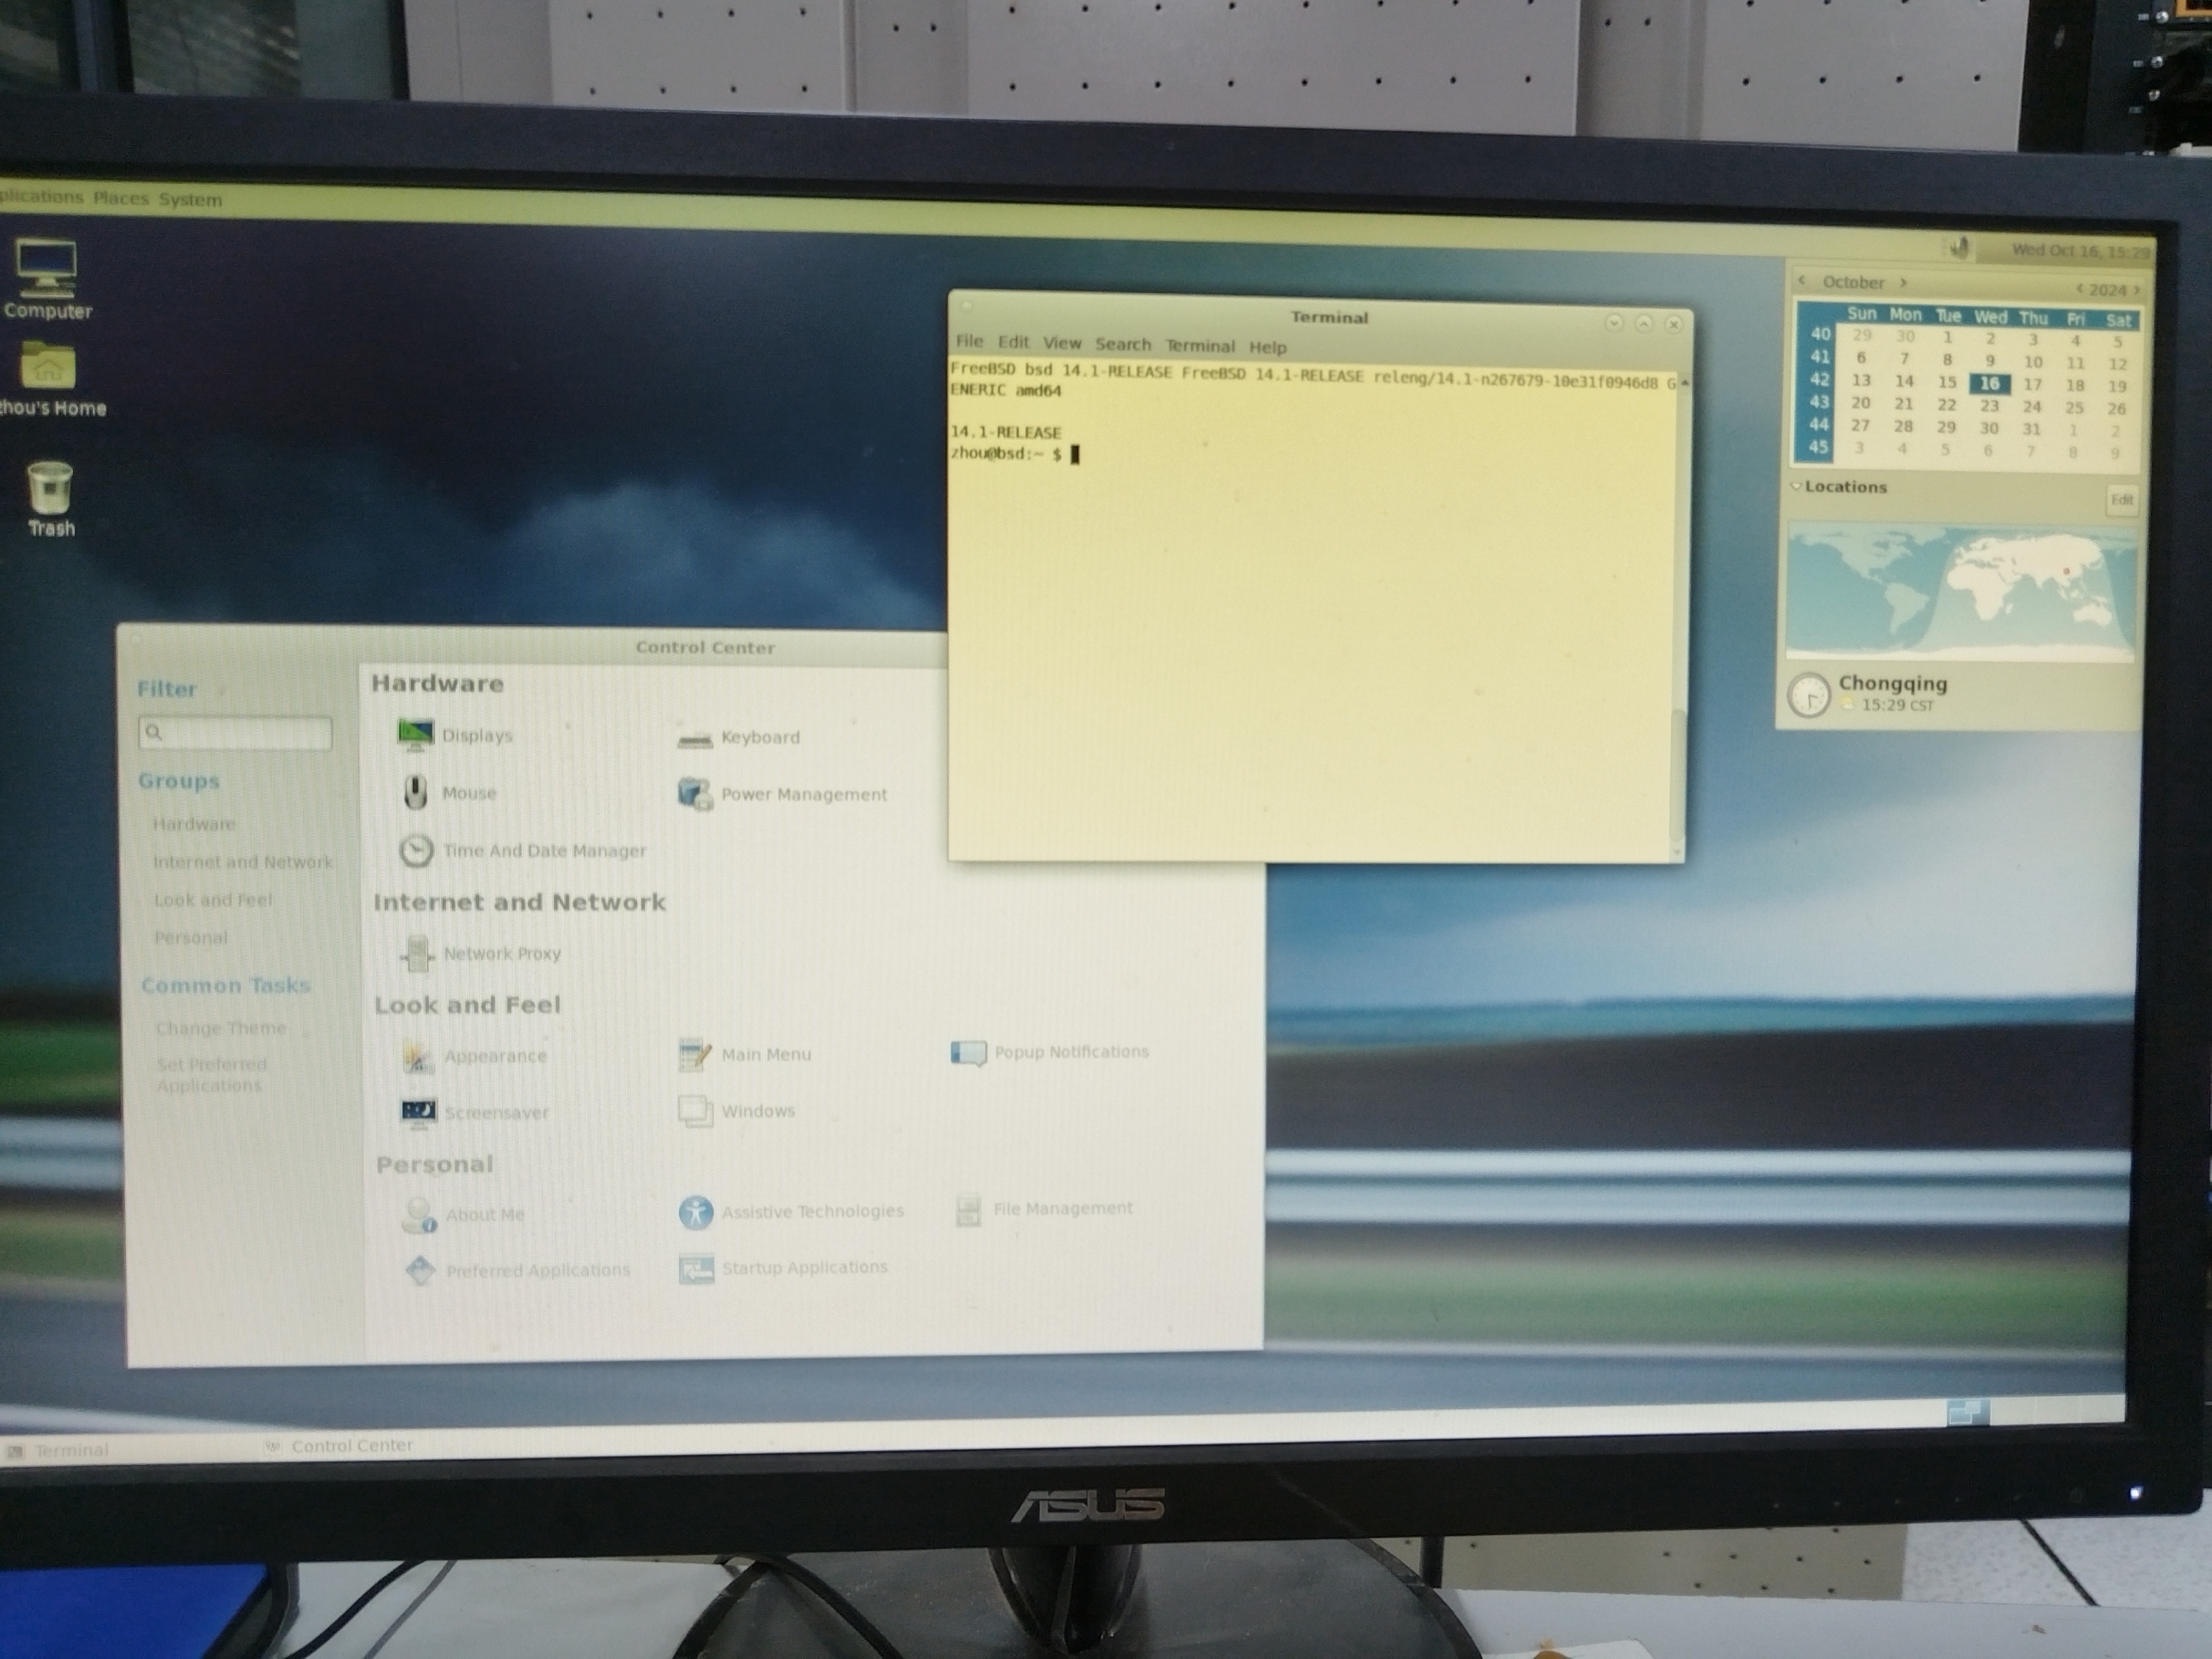 plications Places System
Wed Oct 16, 15:29
Computer
zhou's Home
Trash
Terminal
File Edit View Search Terminal Help
FreeBSD bsd 14.1-RELEASE FreeBSD 14.1-RELEASE releng/14.1-n267679-10e31f0946d8 G
ENERIC amd64
14.1-RELEASE
zhou@bsd:~ $
< October > < 2024 >
Sun Mon Tue Wed Thu Fri Sat
40 29 30 1 2 3 4 5
41 6 7 8 9 10 11 12
42 13 14 15 16 17 18 19
43 20 21 22 23 24 25 26
44 27 28 29 30 31 1 2
45 3 4 5 6 7 8 9
Locations Edit
Chongqing
15:29 CST
Control Center
Filter
Groups
Hardware
Internet and Network
Look and Feel
Personal
Common Tasks
Change Theme
Set Preferred
Applications
Hardware
Displays Keyboard
Mouse Power Management
Time And Date Manager
Internet and Network
Network Proxy
Look and Feel
Appearance Main Menu Popup Notifications
Screensaver Windows
Personal
About Me Assistive Technologies File Management
Preferred Applications Startup Applications
Terminal Control Center
ASUS